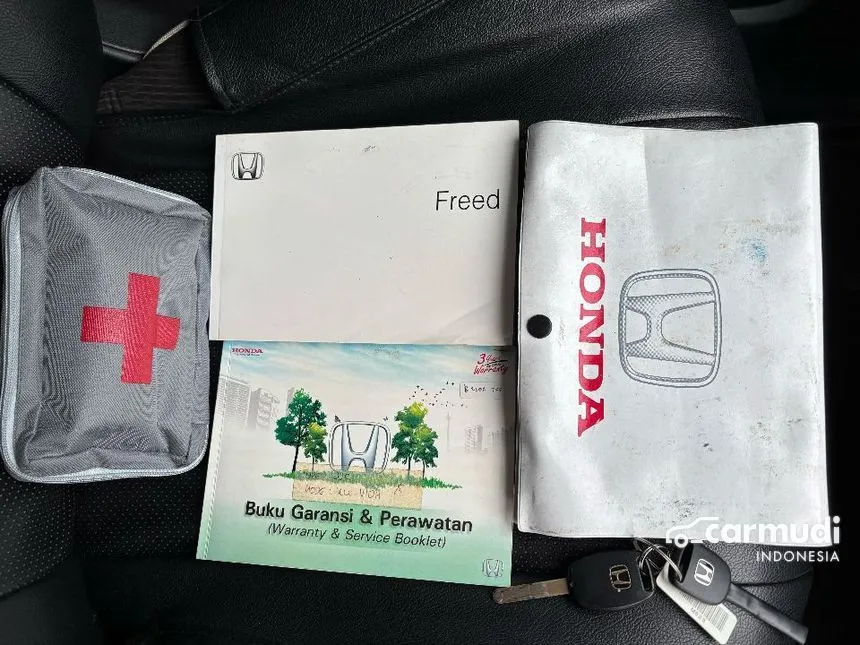 Freed
HONDA
HONDA
3 Year
Warranty
Buku Garansi & Perawatan
(Warranty & Service Booklet)
carmudi
INDONESIA